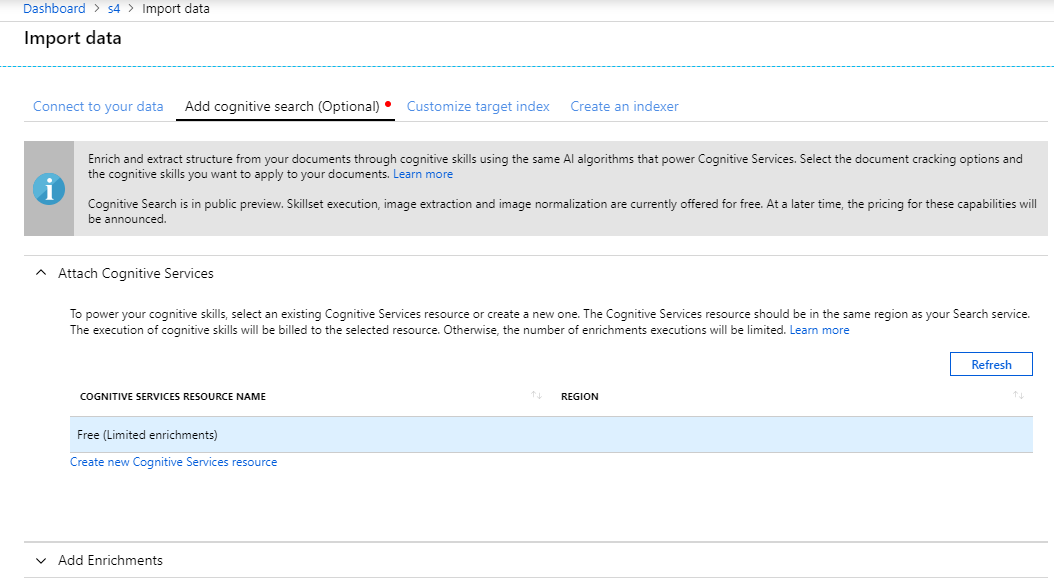 Dashboard > s4 > Import data
Import data
Connect to your data Add cognitive search (Optional) Customize target index Create an indexer
Enrich and extract structure from your documents through cognitive skills using the same AI algorithms that power Cognitive Services. Select the document cracking options and
the cognitive skills you want to apply to your documents. Learn more
Cognitive Search is in public preview. Skillset execution, image extraction and image normalization are currently offered for free. At a later time, the pricing for these capabilities will
be announced.
Attach Cognitive Services
To power your cognitive skills, select an existing Cognitive Services resource or create a new one. The Cognitive Services resource should be in the same region as your Search service.
The execution of cognitive skills will be billed to the selected resource. Otherwise, the number of enrichments executions will be limited. Learn more
Refresh
COGNITIVE SERVICES RESOURCE NAME REGION
Free (Limited enrichments)
Create new Cognitive Services resource
Add Enrichments